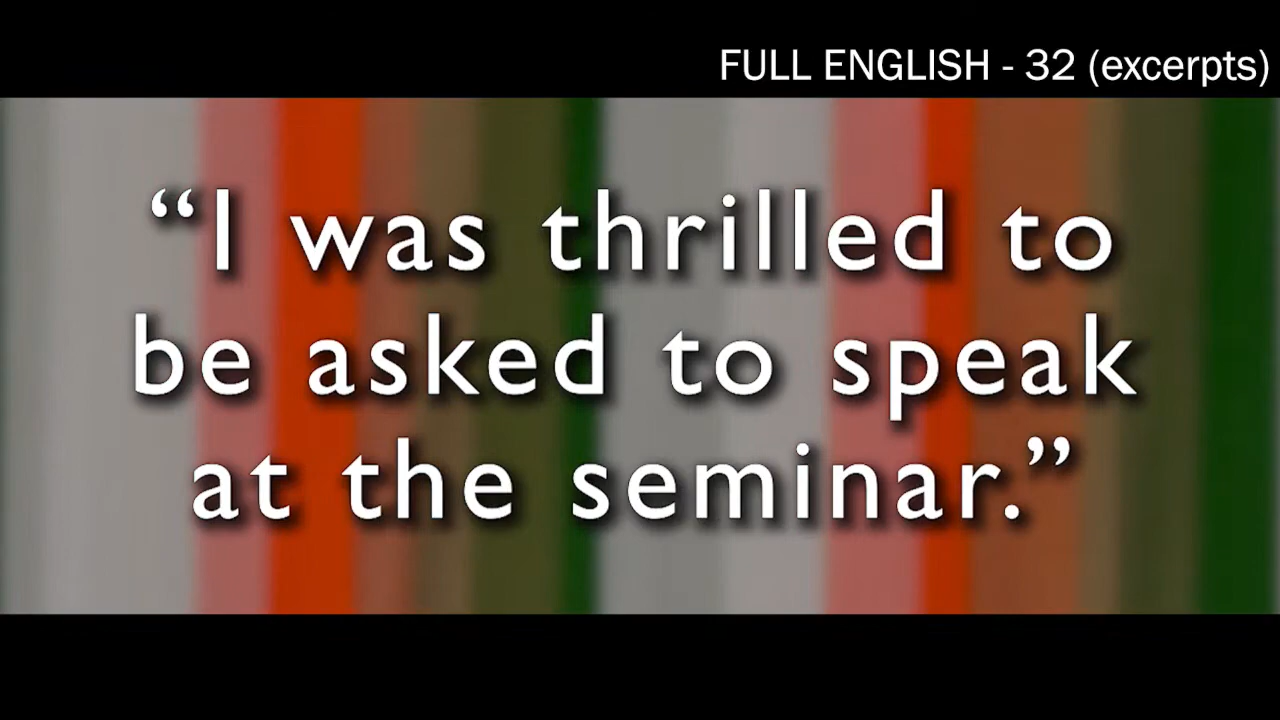 FULL ENGLISH - 32 (excerpts)
“I was thrilled to
be asked to speak
at the seminar.”